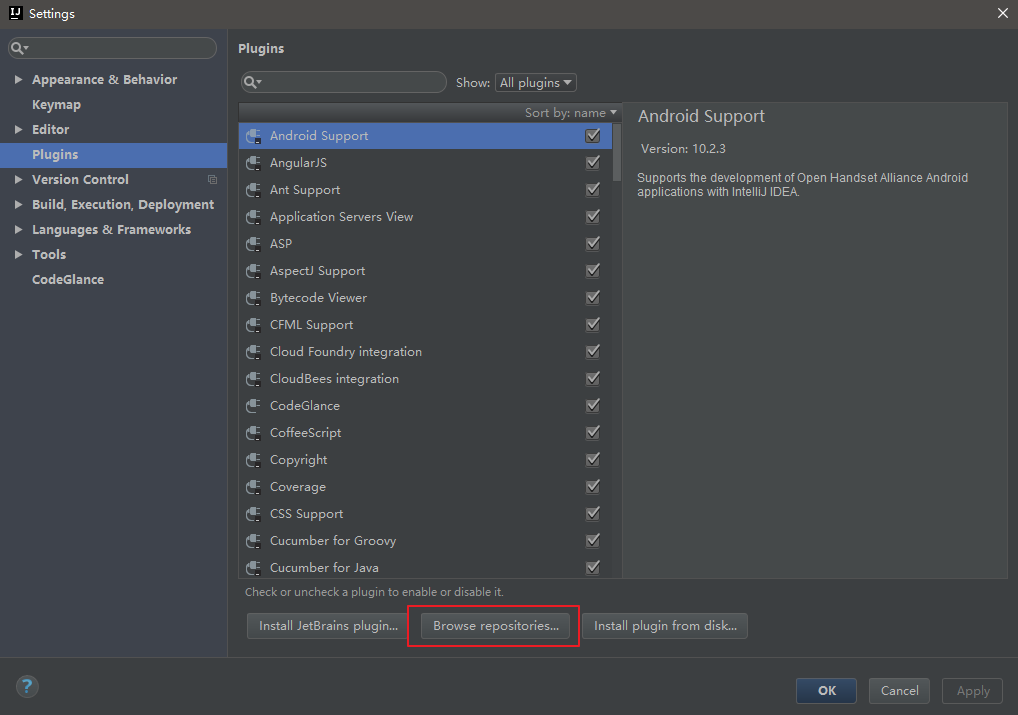 IJ Settings
Plugins
Appearance & Behavior
Keymap
Editor
Plugins
Version Control
Build, Execution, Deployment
Languages & Frameworks
Tools
CodeGlance
Show: All plugins
Sort by: name
Android Support
AngularJS
Ant Support
Application Servers View
ASP
AspectJ Support
Bytecode Viewer
CFML Support
Cloud Foundry integration
CloudBees integration
CodeGlance
CoffeeScript
Copyright
Coverage
CSS Support
Cucumber for Groovy
Cucumber for Java
Android Support
Version: 10.2.3
Supports the development of Open Handset Alliance Android
applications with IntelliJ IDEA.
Check or uncheck a plugin to enable or disable it.
Install JetBrains plugin... Browse repositories... Install plugin from disk...
? OK Cancel Apply